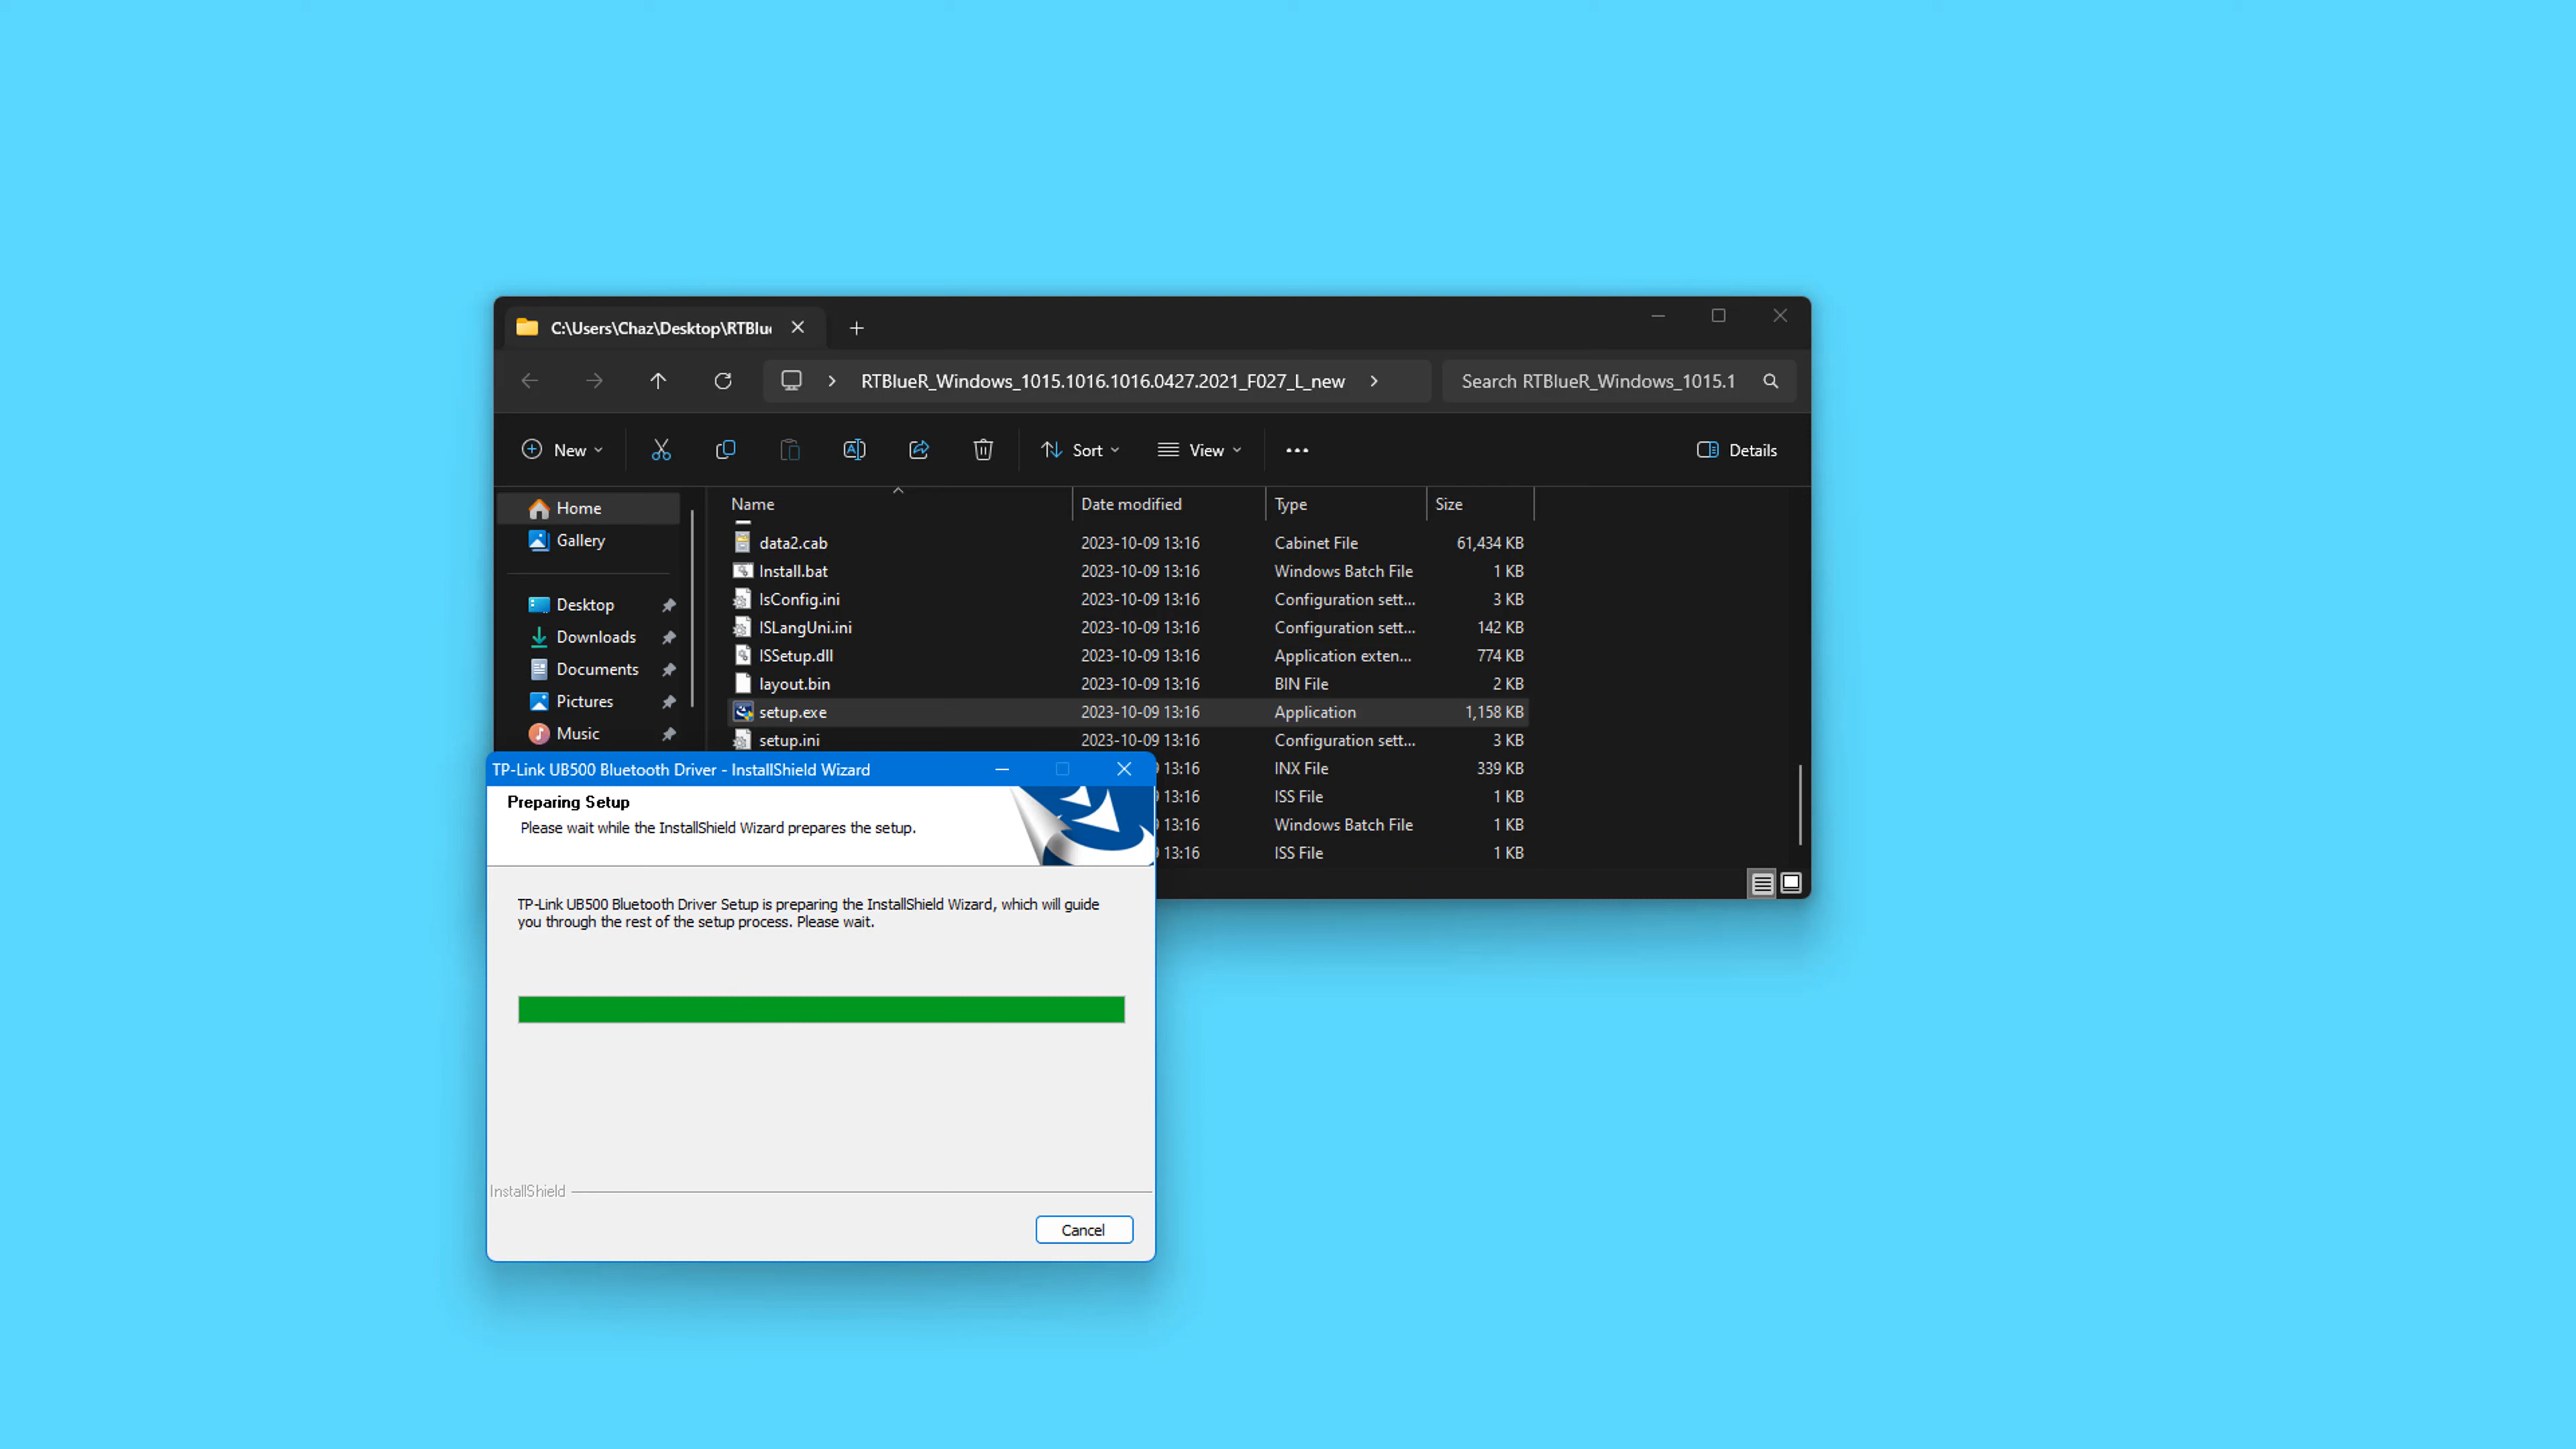 C:\Users\Chaz\Desktop\RTBlu
RTBlueR_Windows_1015.1016.1016.0427.2021_F027_L_new
Search RTBlueR_Windows_1015.1
New
Sort
View
Details
Home
Gallery
Desktop
Downloads
Documents
Pictures
Music
Name Date modified Type Size
data2.cab 2023-10-09 13:16 Cabinet File 61,434 KB
Install.bat 2023-10-09 13:16 Windows Batch File 1 KB
IsConfig.ini 2023-10-09 13:16 Configuration sett... 3 KB
ISLangUni.ini 2023-10-09 13:16 Configuration sett... 142 KB
ISSetup.dll 2023-10-09 13:16 Application exten... 774 KB
layout.bin 2023-10-09 13:16 BIN File 2 KB
setup.exe 2023-10-09 13:16 Application 1,158 KB
setup.ini 2023-10-09 13:16 Configuration sett... 3 KB
13:16 INX File 339 KB
13:16 ISS File 1 KB
13:16 Windows Batch File 1 KB
13:16 ISS File 1 KB
TP-Link UB500 Bluetooth Driver - InstallShield Wizard
Preparing Setup
Please wait while the InstallShield Wizard prepares the setup.
TP-Link UB500 Bluetooth Driver Setup is preparing the InstallShield Wizard, which will guide
you through the rest of the setup process. Please wait.
InstallShield
Cancel